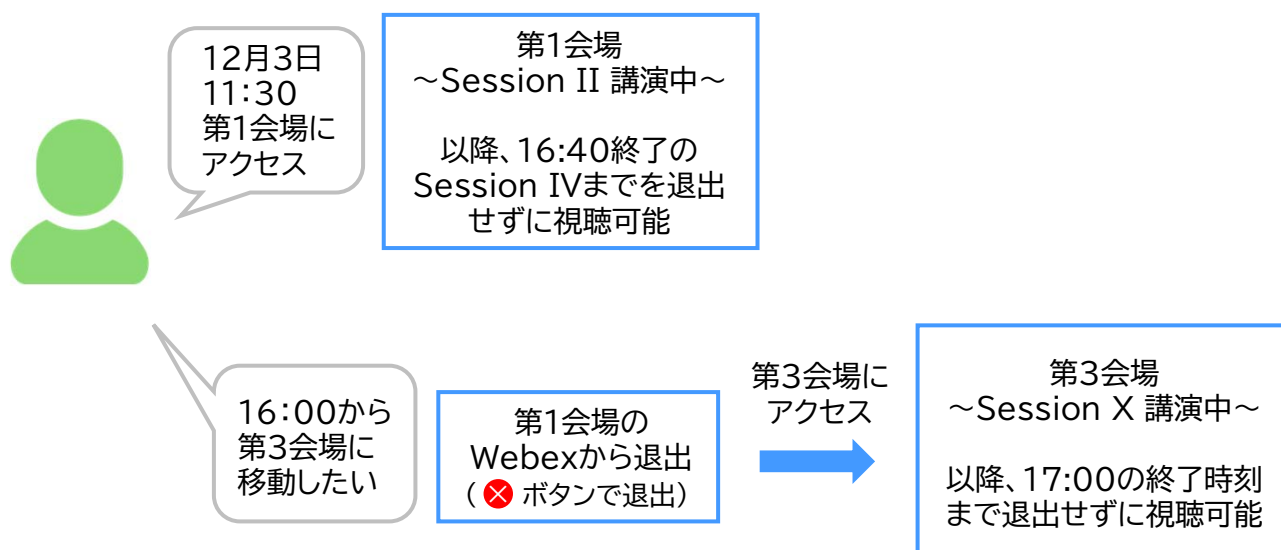 12月3日
11:30
第1会場に
アクセス
第1会場
～Session II 講演中～
以降、16:40終了の
Session IVまでを退出
せずに視聴可能
16:00から
第3会場に
移動したい
第1会場の
Webexから退出
( ボタンで退出)
第3会場に
アクセス
第3会場
～Session X 講演中～
以降、17:00の終了時刻
まで退出せずに視聴可能